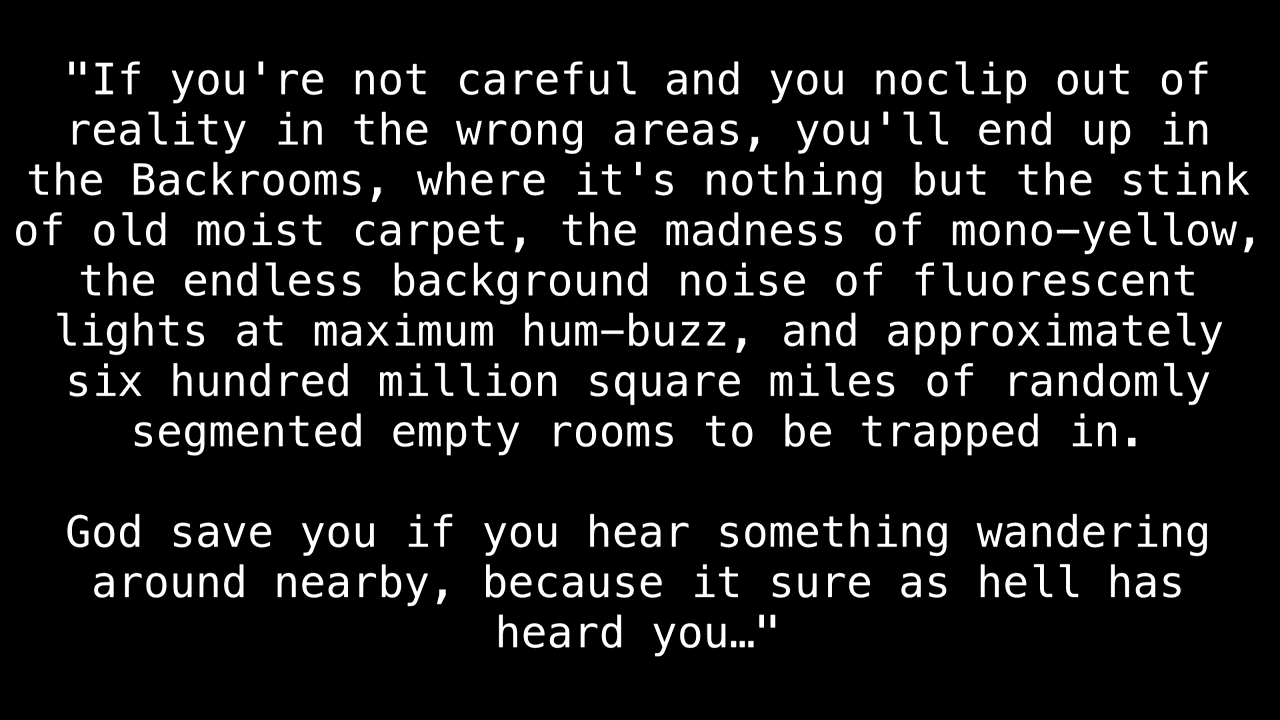 "If you're not careful and you noclip out of
reality in the wrong areas, you'll end up in
the Backrooms, where it's nothing but the stink
of old moist carpet, the madness of mono-yellow,
the endless background noise of fluorescent
lights at maximum hum-buzz, and approximately
six hundred million square miles of randomly
segmented empty rooms to be trapped in.
God save you if you hear something wandering
around nearby, because it sure as hell has
heard you…"